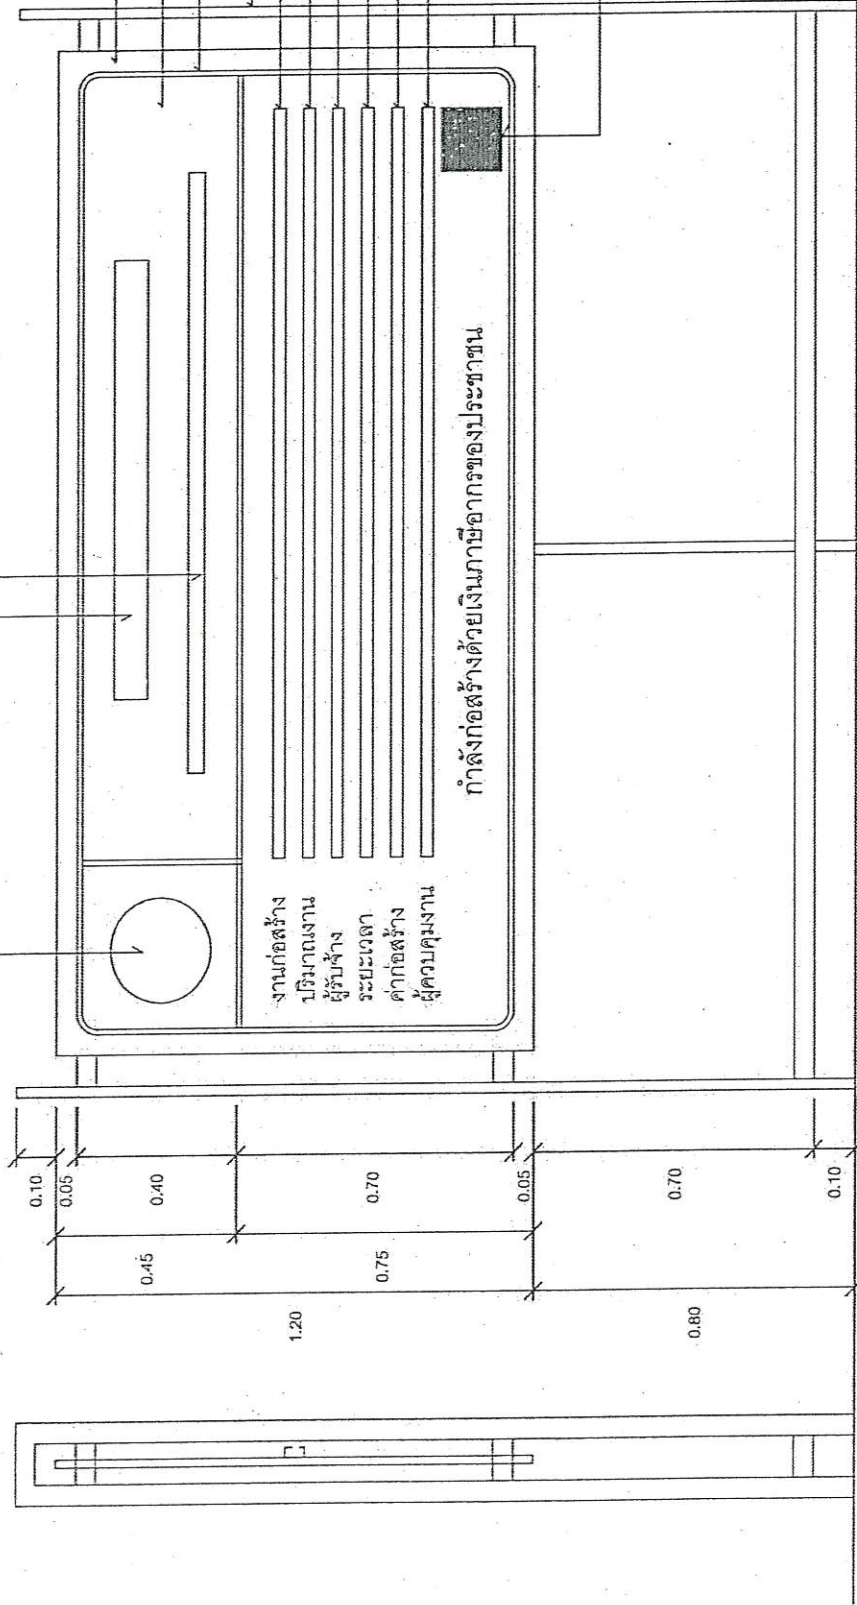 งานก่อสร้าง
ปริมาณงาน
ผู้รับจ้าง
ระยะเวลา
ค่าก่อสร้าง
ผู้ควบคุมงาน
กำลังก่อสร้างด้วยเงินภาษีอากรของประชาชน
0.10
0.05
0.40
0.70
0.05
0.70
0.10
0.45
0.75
1.20
0.80